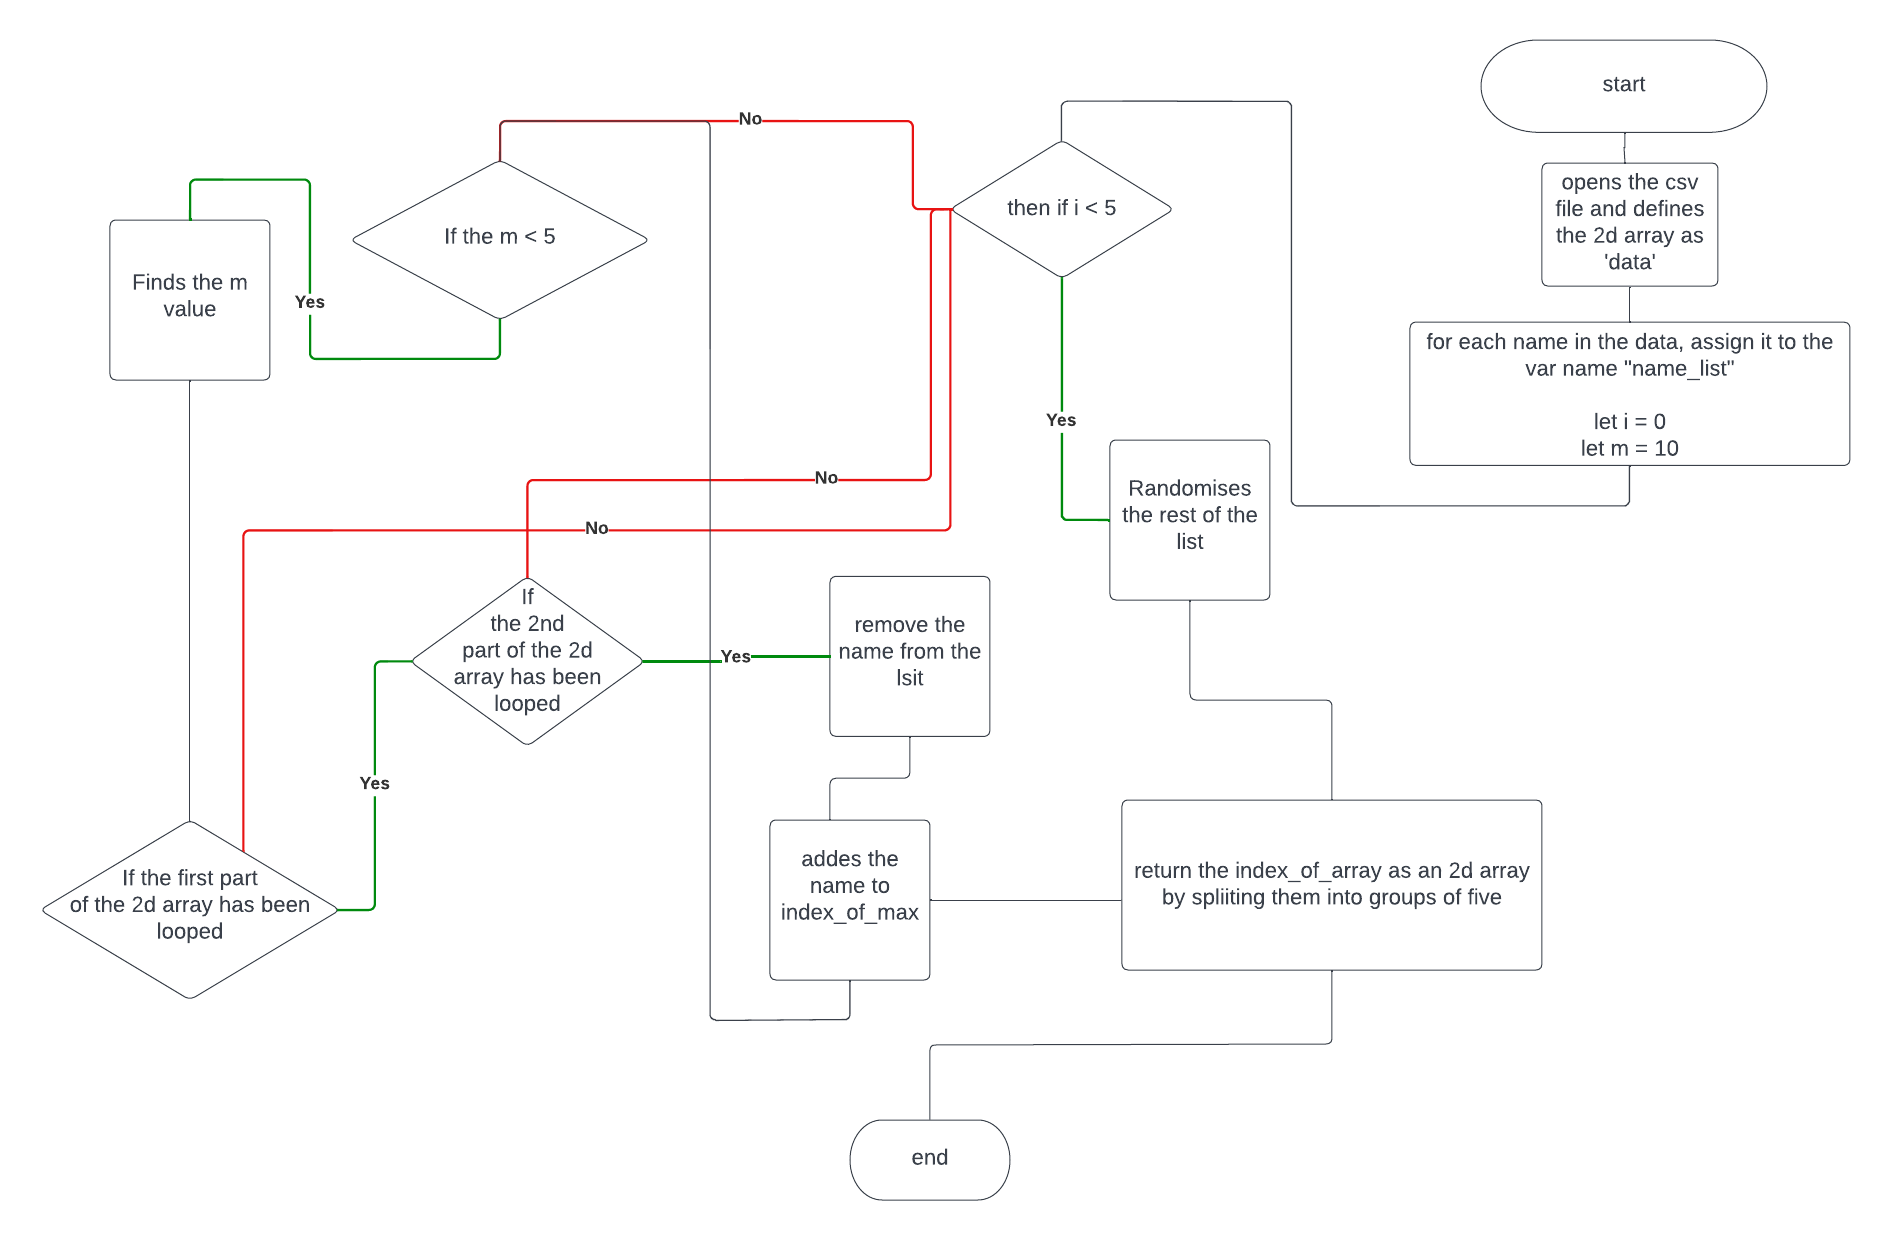 start
opens the csv
file and defines
the 2d array as
'data'
for each name in the data, assign it to the
var name "name_list"
let i = 0
let m = 10
then if i < 5
No
If the m < 5
Yes
Finds the m
value
Yes
Randomises
the rest of the
list
No
No
If
the 2nd
part of the 2d
array has been
looped
Yes
remove the
name from the
lsit
Yes
If the first part
of the 2d array has been
looped
addes the
name to
index_of_max
return the index_of_array as an 2d array
by spliiting them into groups of five
end